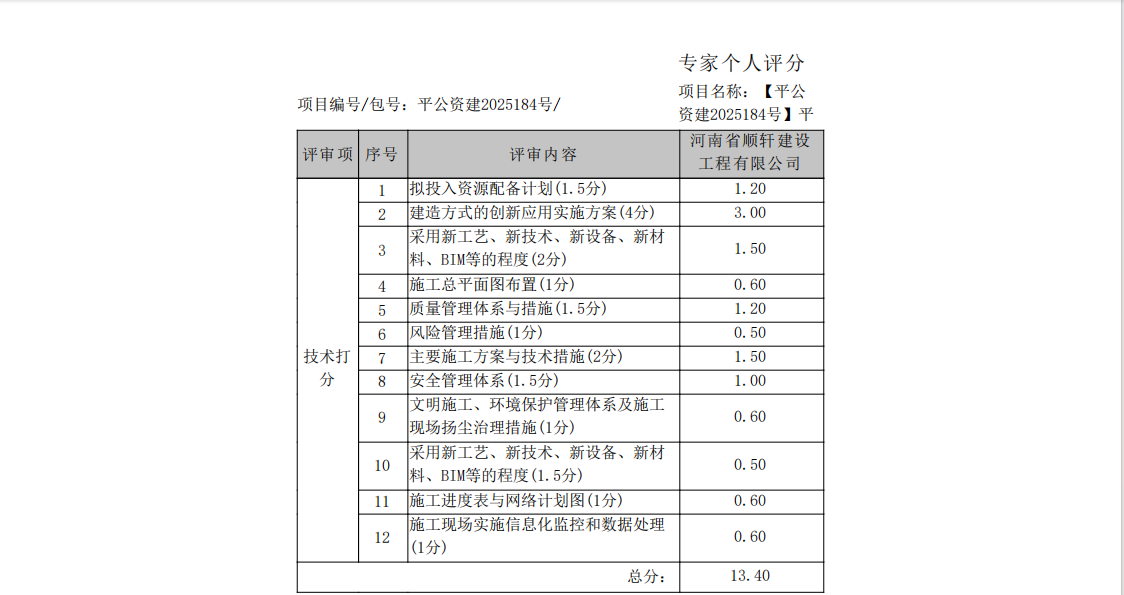 专家个人评分
项目编号/包号：平公资建2025184号/
项目名称：【平公
资建2025184号】平
评审项 序号 评审内容 河南省顺轩建设
工程有限公司
技术打
分
1 拟投入资源配备计划(1.5分) 1.20
2 建造方式的创新应用实施方案(4分) 3.00
3 采用新工艺、新技术、新设备、新材
料、BIM等的程度(2分) 1.50
4 施工总平面图布置(1分) 0.60
5 质量管理体系与措施(1.5分) 1.20
6 风险管理措施(1分) 0.50
7 主要施工方案与技术措施(2分) 1.50
8 安全管理体系(1.5分) 1.00
9 文明施工、环境保护管理体系及施工
现场扬尘治理措施(1分) 0.60
10 采用新工艺、新技术、新设备、新材
料、BIM等的程度(1.5分) 0.50
11 施工进度表与网络计划图(1分) 0.60
12 施工现场实施信息化监控和数据处理
(1分) 0.60
总分： 13.40